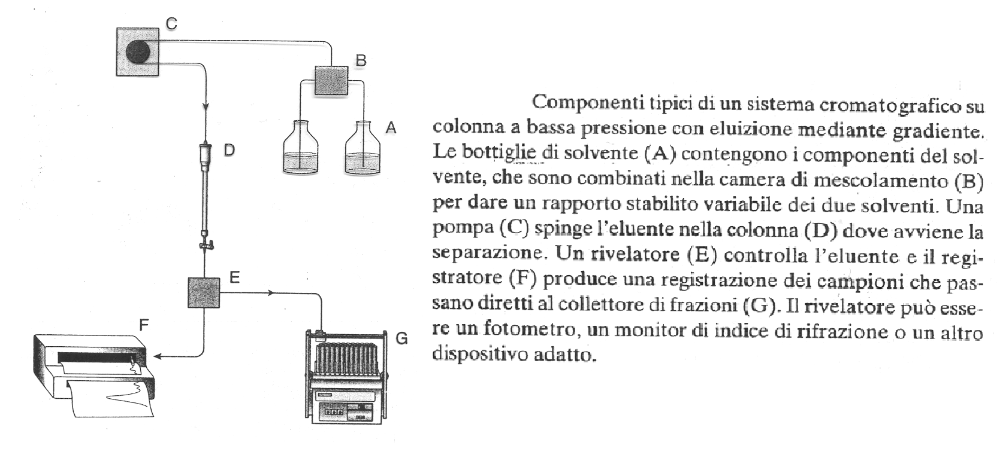 C
B
A
D
E
F
G
Componenti tipici di un sistema cromatografico su
colonna a bassa pressione con eluizione mediante gradiente.
Le bottiglie di solvente (A) contengono i componenti del sol-
vente, che sono combinati nella camera di mescolamento (B)
per dare un rapporto stabilito variabile dei due solventi. Una
pompa (C) spinge l'eluente nella colonna (D) dove avviene la
separazione. Un rivelatore (E) controlla l'eluente e il regi-
stratore (F) produce una registrazione dei campioni che pas-
sano diretti al collettore di frazioni (G). Il rivelatore può esse-
re un fotometro, un monitor di indice di rifrazione o un altro
dispositivo adatto.